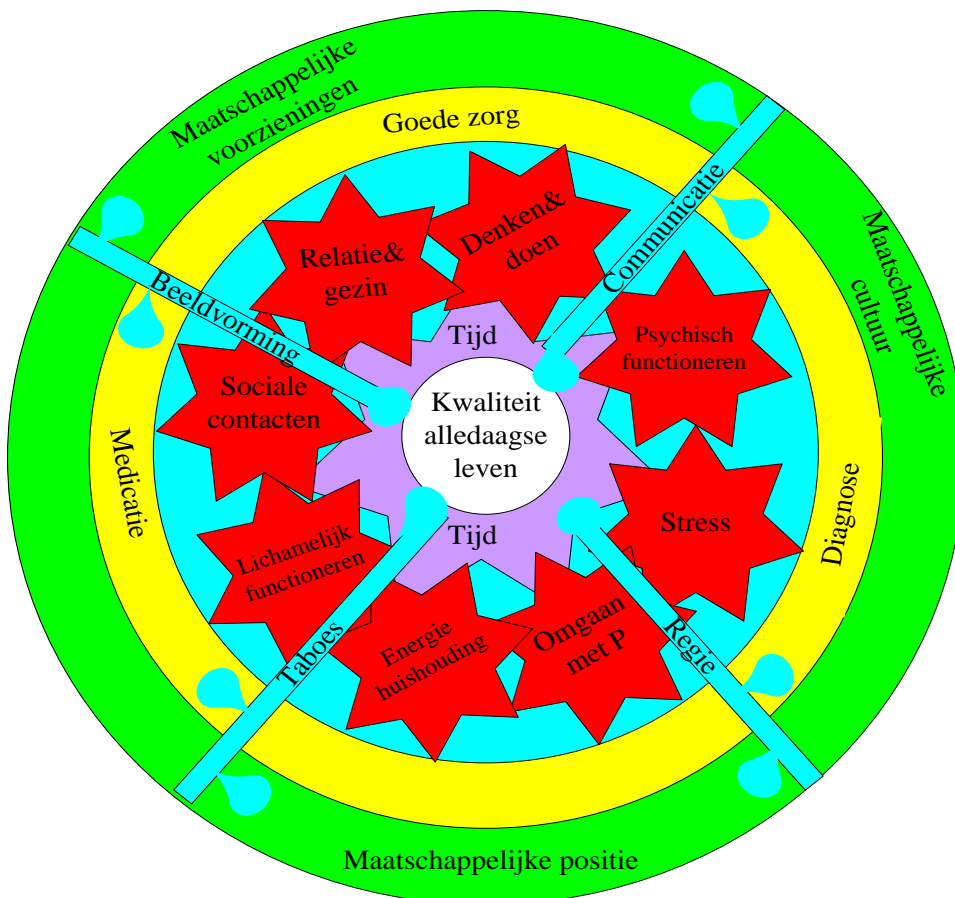 Maatschappelijke
voorzieningen
Goede zorg
Communicatie
Maatschappelijke
cultuur
Denken&
doen
Relatie&
gezin
Beeldvorming
Tijd
Psychisch
functioneren
Sociale
contacten
Kwaliteit
alledaagse
leven
Medicatie
Diagnose
Stress
Tijd
Lichamelijk
functioneren
Energie
huishouding
Omgaan
met P
Taboes
Regie
Maatschappelijke positie